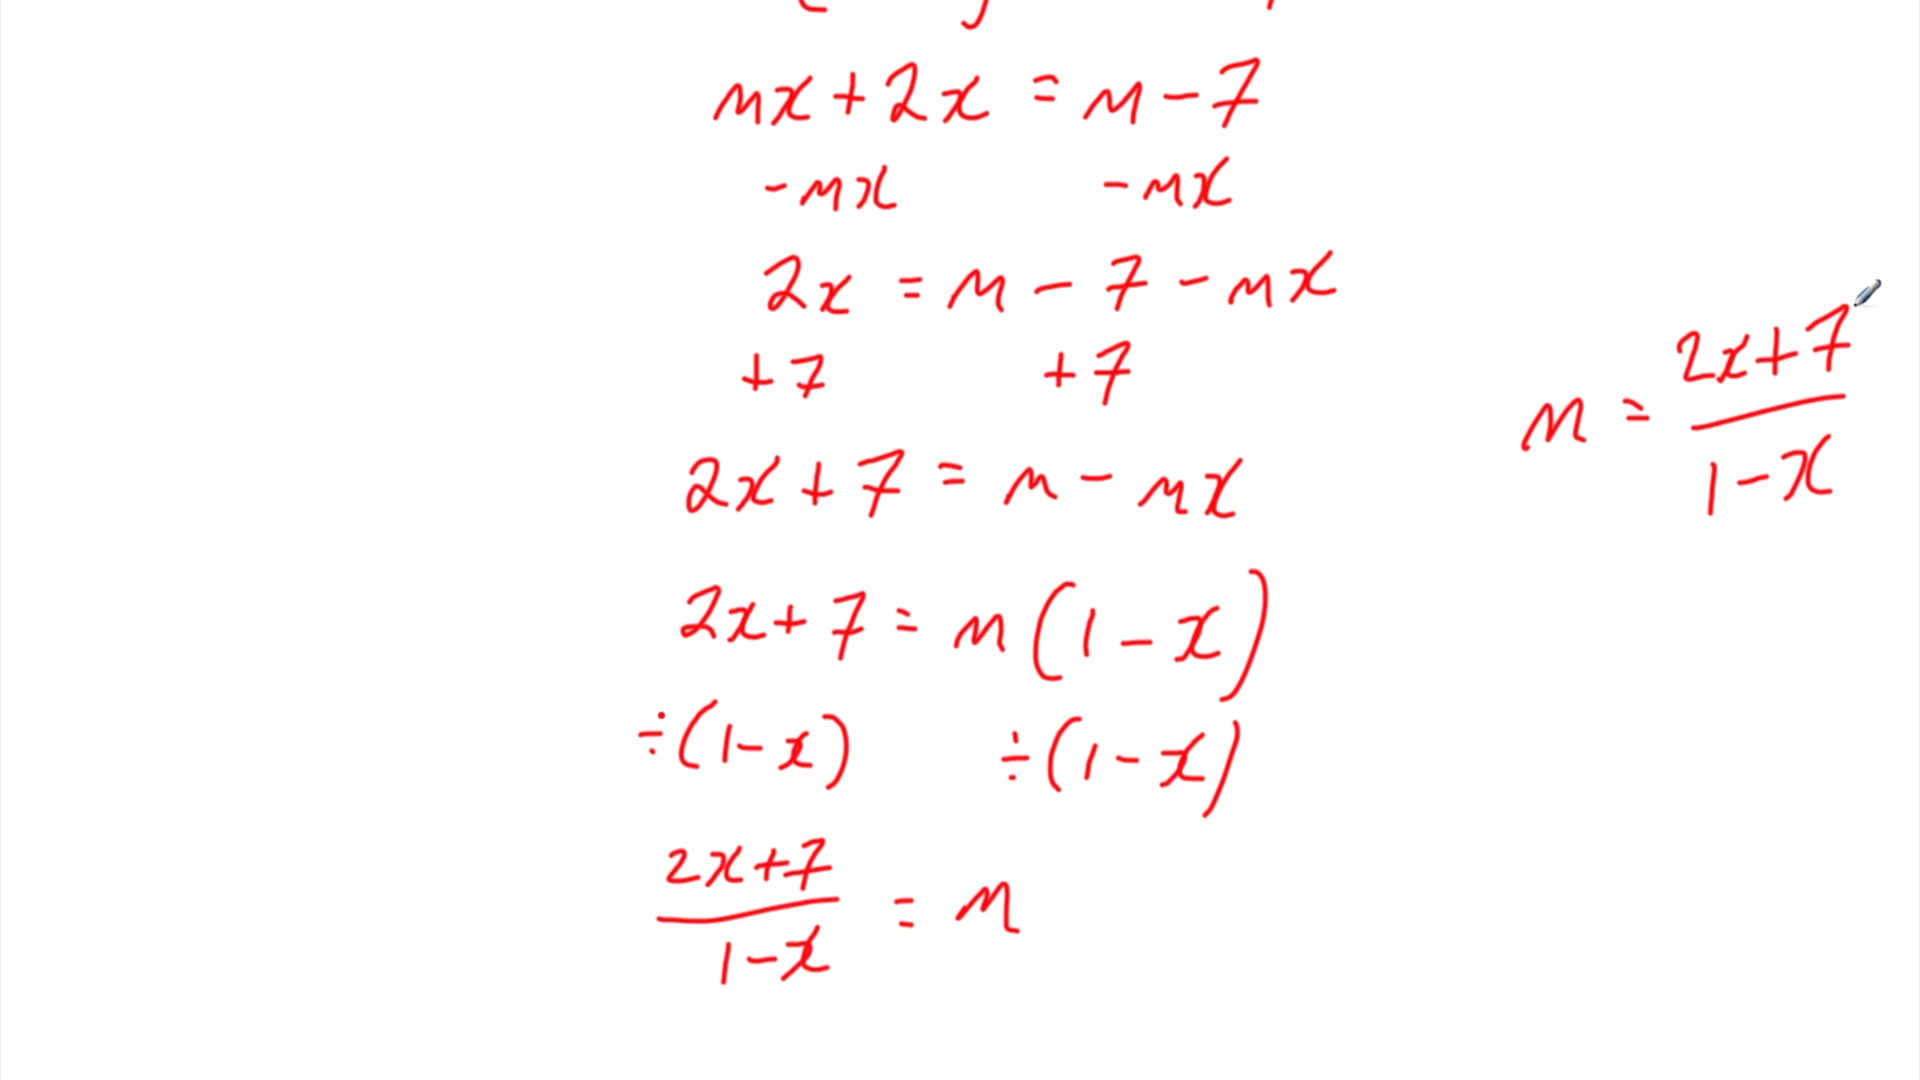 mx + 2x = m - 7
- mx - mx
2x = m - 7 - mx
+ 7 + 7
2x + 7 = m - mx
2x + 7 = m (1 - x)
÷ (1 - x) ÷ (1 - x)
2x + 7
1 - x
= m
m =
2x + 7
1 - x